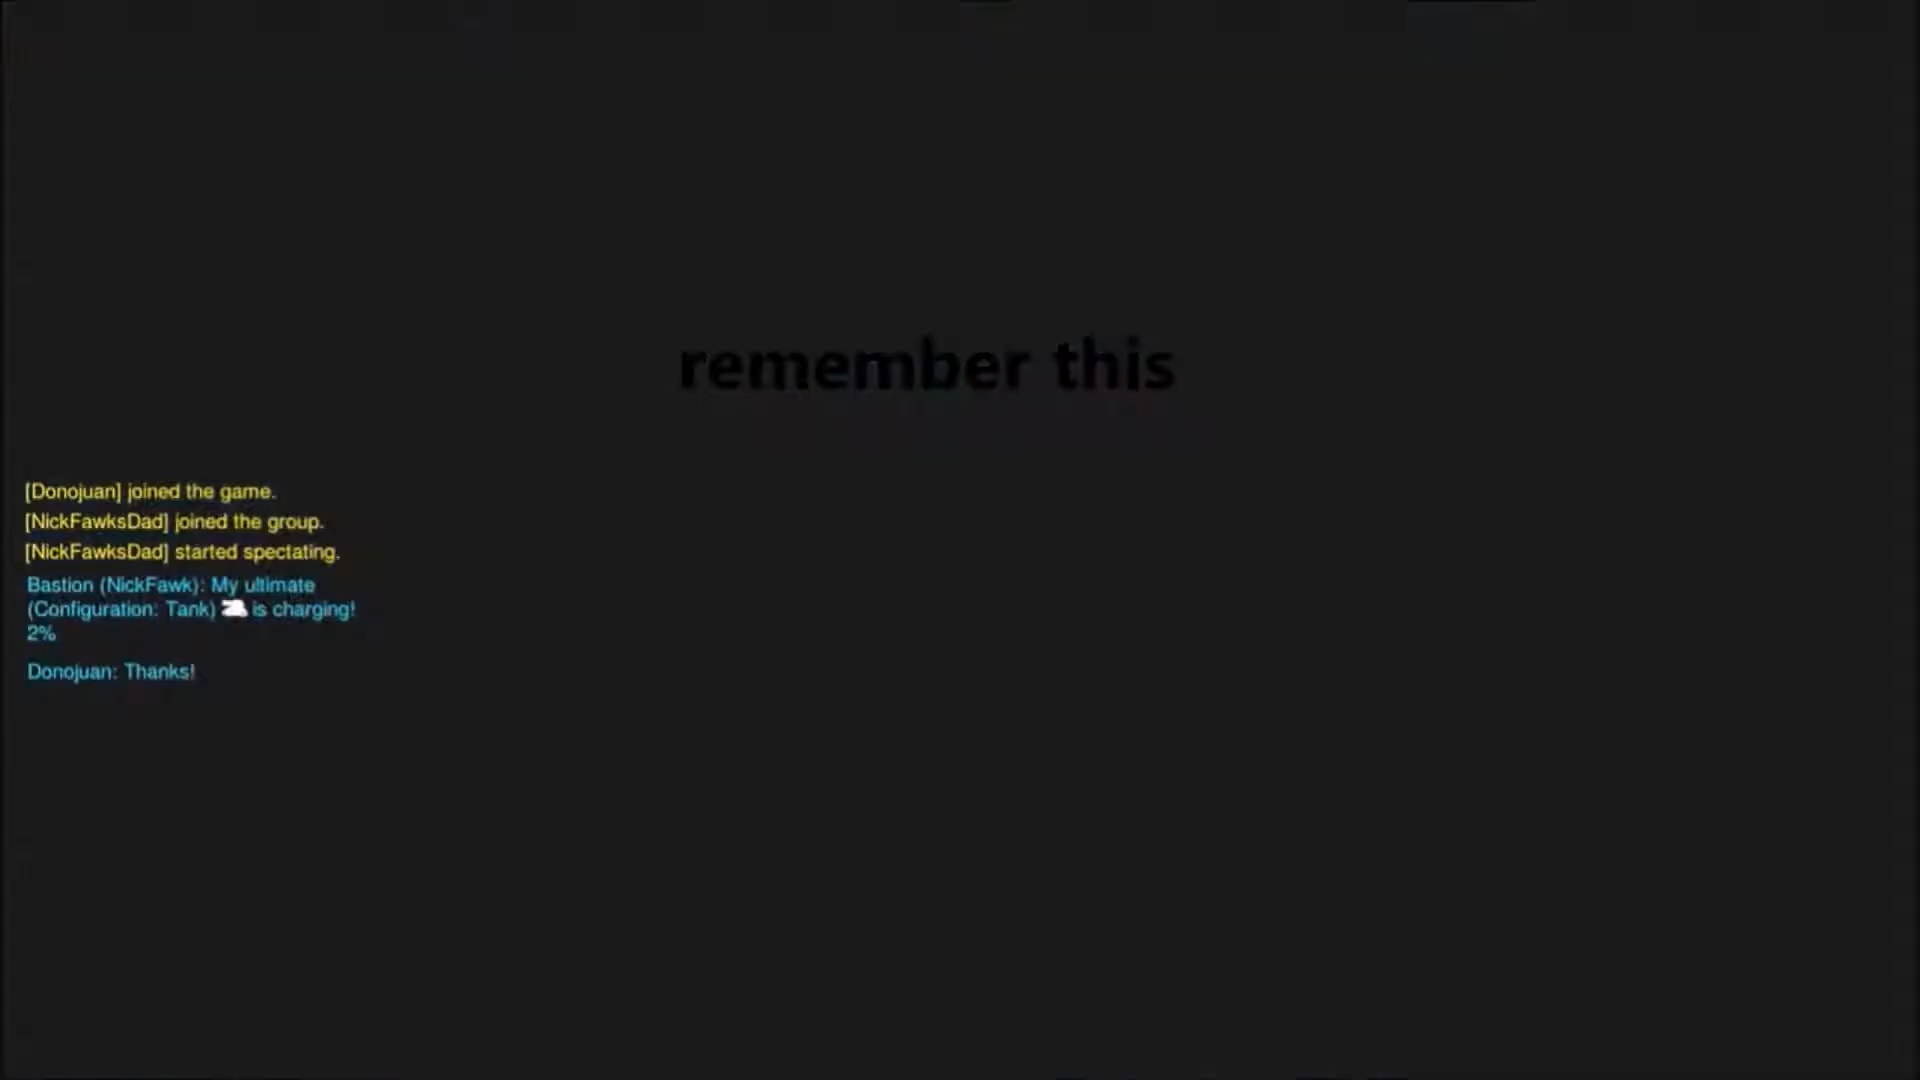 remember this
[Donojuan] joined the game.
[NickFawksDad] joined the group.
[NickFawksDad] started spectating.
Bastion (NickFawk): My ultimate
(Configuration: Tank) is charging!
2%
Donojuan: Thanks!